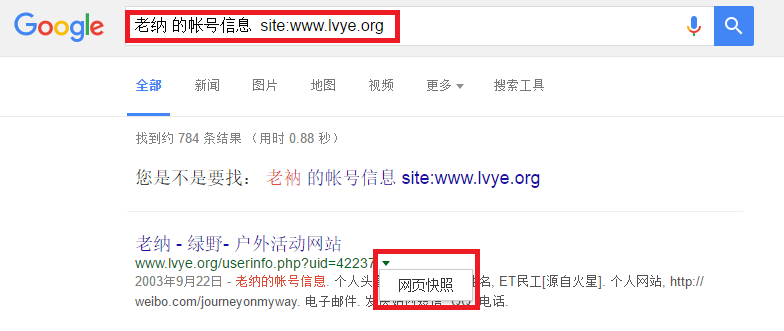 Google
老纳 的帐号信息 site:www.lvye.org
全部 新闻 图片 地图 视频 更多 搜索工具
找到约 784 条结果 （用时 0.88 秒）
您是不是要找： 老衲 的帐号信息 site:www.lvye.org
老纳 - 绿野- 户外活动网站
www.lvye.org/userinfo.php?uid=42237
网页快照
2003年9月22日 - 老纳的帐号信息. 个人头 名, ET民工[源自火星]. 个人网站, http://
weibo.com/journeyonmyway. 电子邮件. 电话.